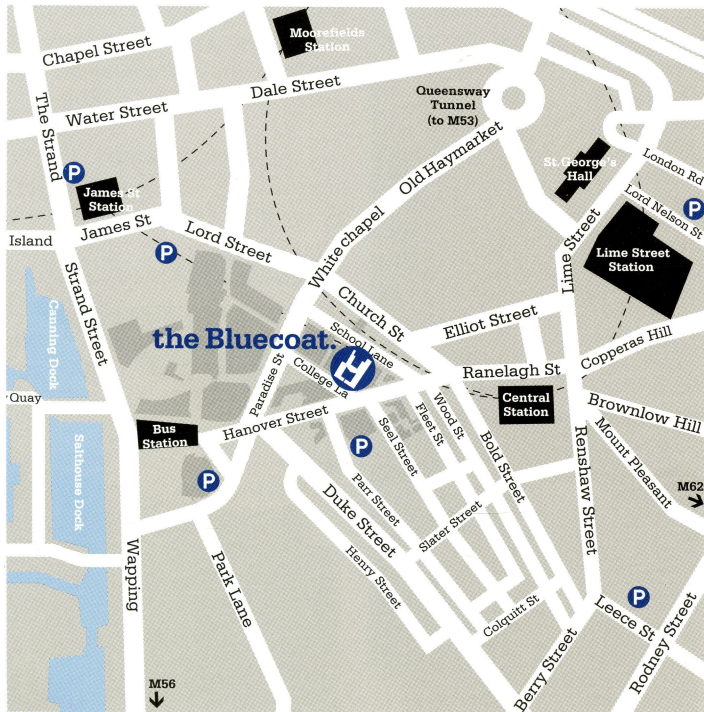 Moorefields
Station
Chapel Street
Dale Street
Queensway
Tunnel
(to M53)
Water Street
The Strand
P
James St
Station
St.George's
Hall
London Rd
Lord Nelson St
P
Old Haymarket
James St
Island
Lord Street
P
White chapel
Lime Street
Lime Street
Station
Strand Street
Canning Dock
Church St
Elliot Street
Copperas Hill
the Bluecoat.
School Lane
College La
Paradise St
Ranelagh St
Central
Station
Brownlow Hill
Quay
Bus
Station
Hanover Street
Wood St
Fleet St
Seel Street
Bold Street
P
P
Salthouse Dock
Parr Street
Duke Street
Slater Street
Renshaw Street
Mount Pleasant
M62
Henry Street
Wapping
Park Lane
Colquitt St
P
Leece St
Berry Street
Rodney Street
M56